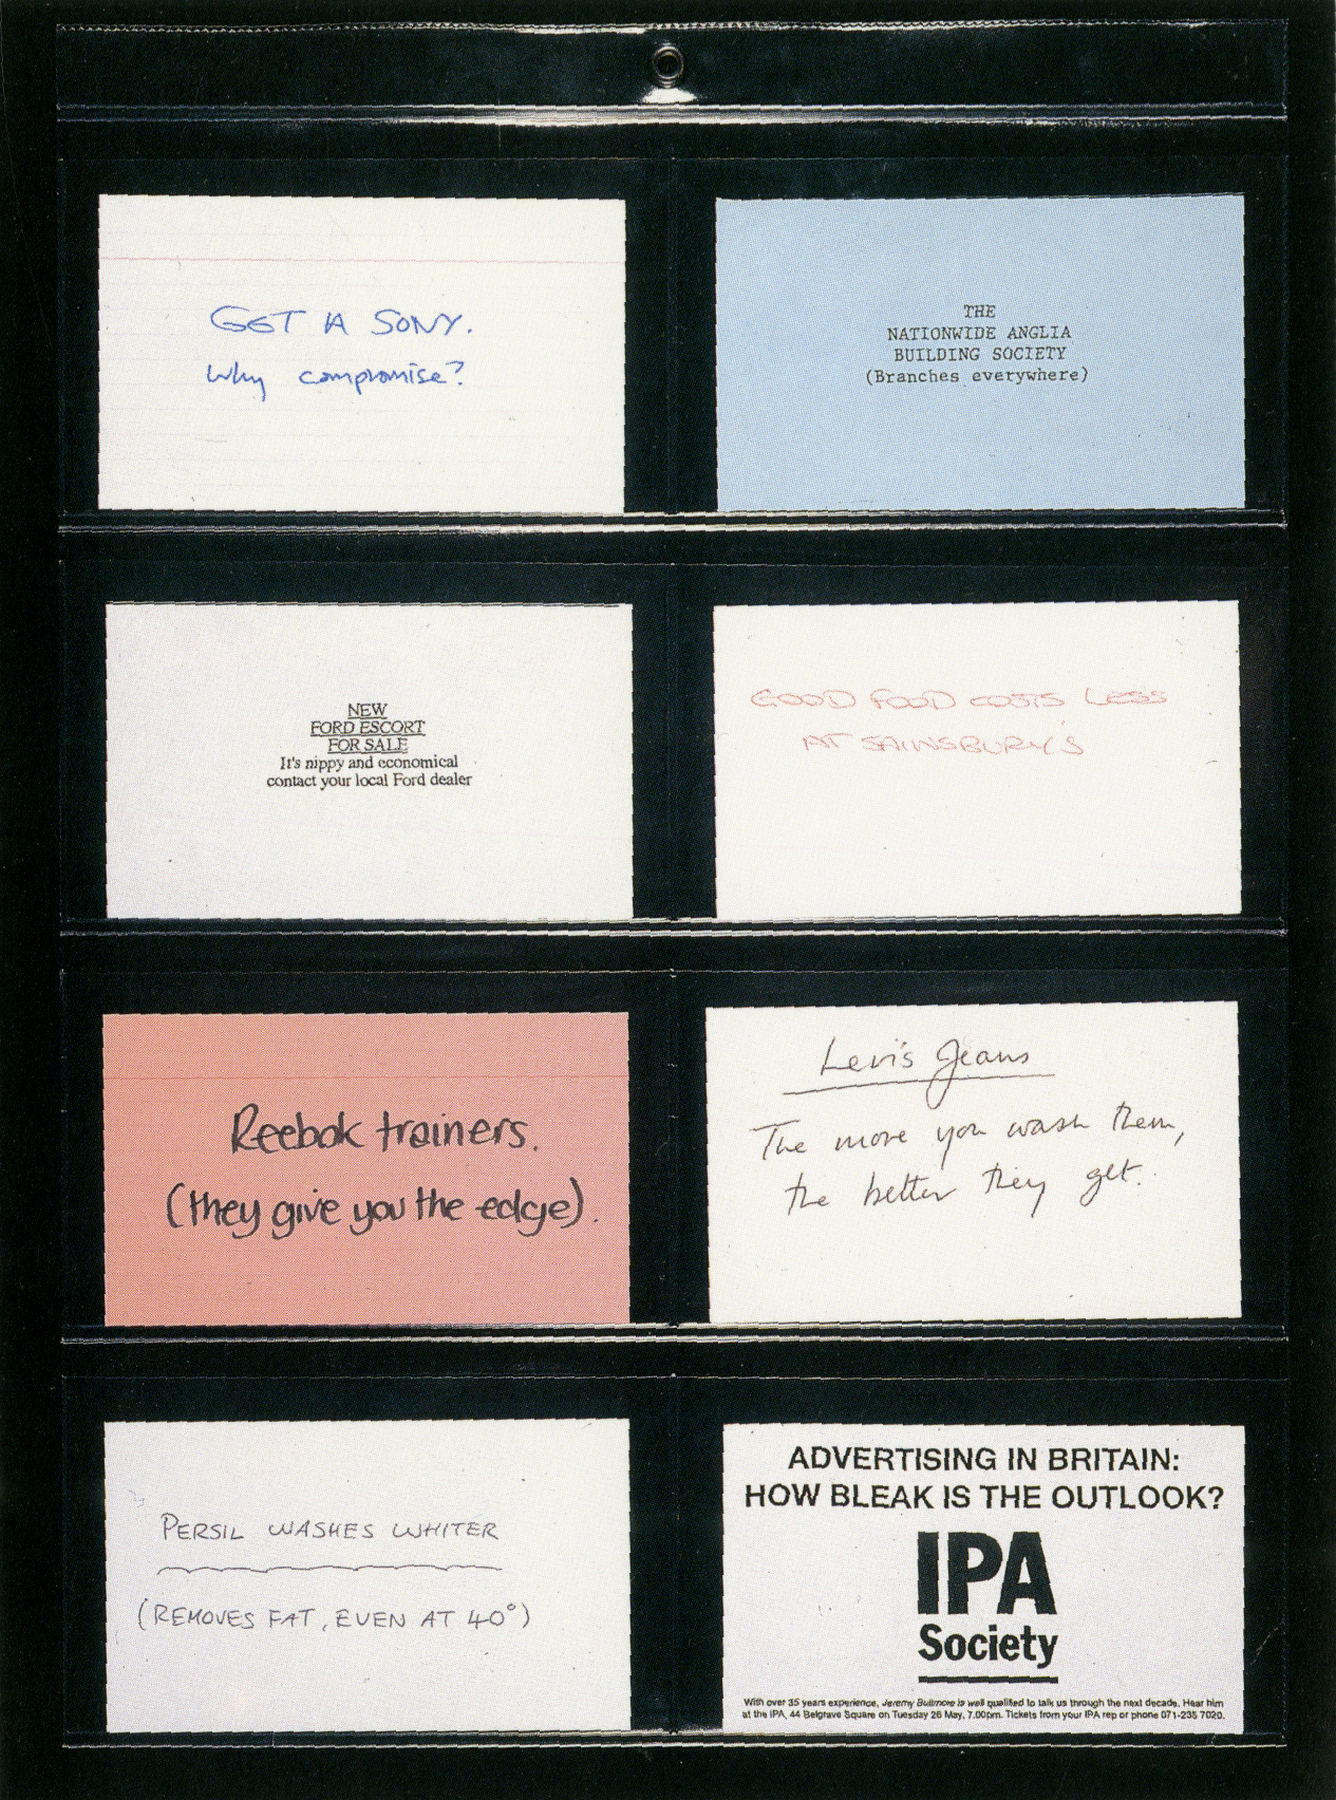 GET A SONY.
Why compromise?
THE
NATIONWIDE ANGLIA
BUILDING SOCIETY
(Branches everywhere)
NEW
FORD ESCORT
FOR SALE
It's nippy and economical
contact your local Ford dealer
GOOD FOOD COSTS LESS
AT SAINSBURY'S
Reebok trainers.
(they give you the edge).
Levi's Jeans
The more you wash them,
the better they get.
PERSIL WASHES WHITER
(REMOVES FAT, EVEN AT 40°)
ADVERTISING IN BRITAIN:
HOW BLEAK IS THE OUTLOOK?
IPA
Society
With over 35 years experience, Jeremy Bullmore is well qualified to talk us through the next decade. Hear him
at the IPA, 44 Belgrave Square on Tuesday 26 May, 7.00pm. Tickets from your IPA rep or phone 071-235 7020.